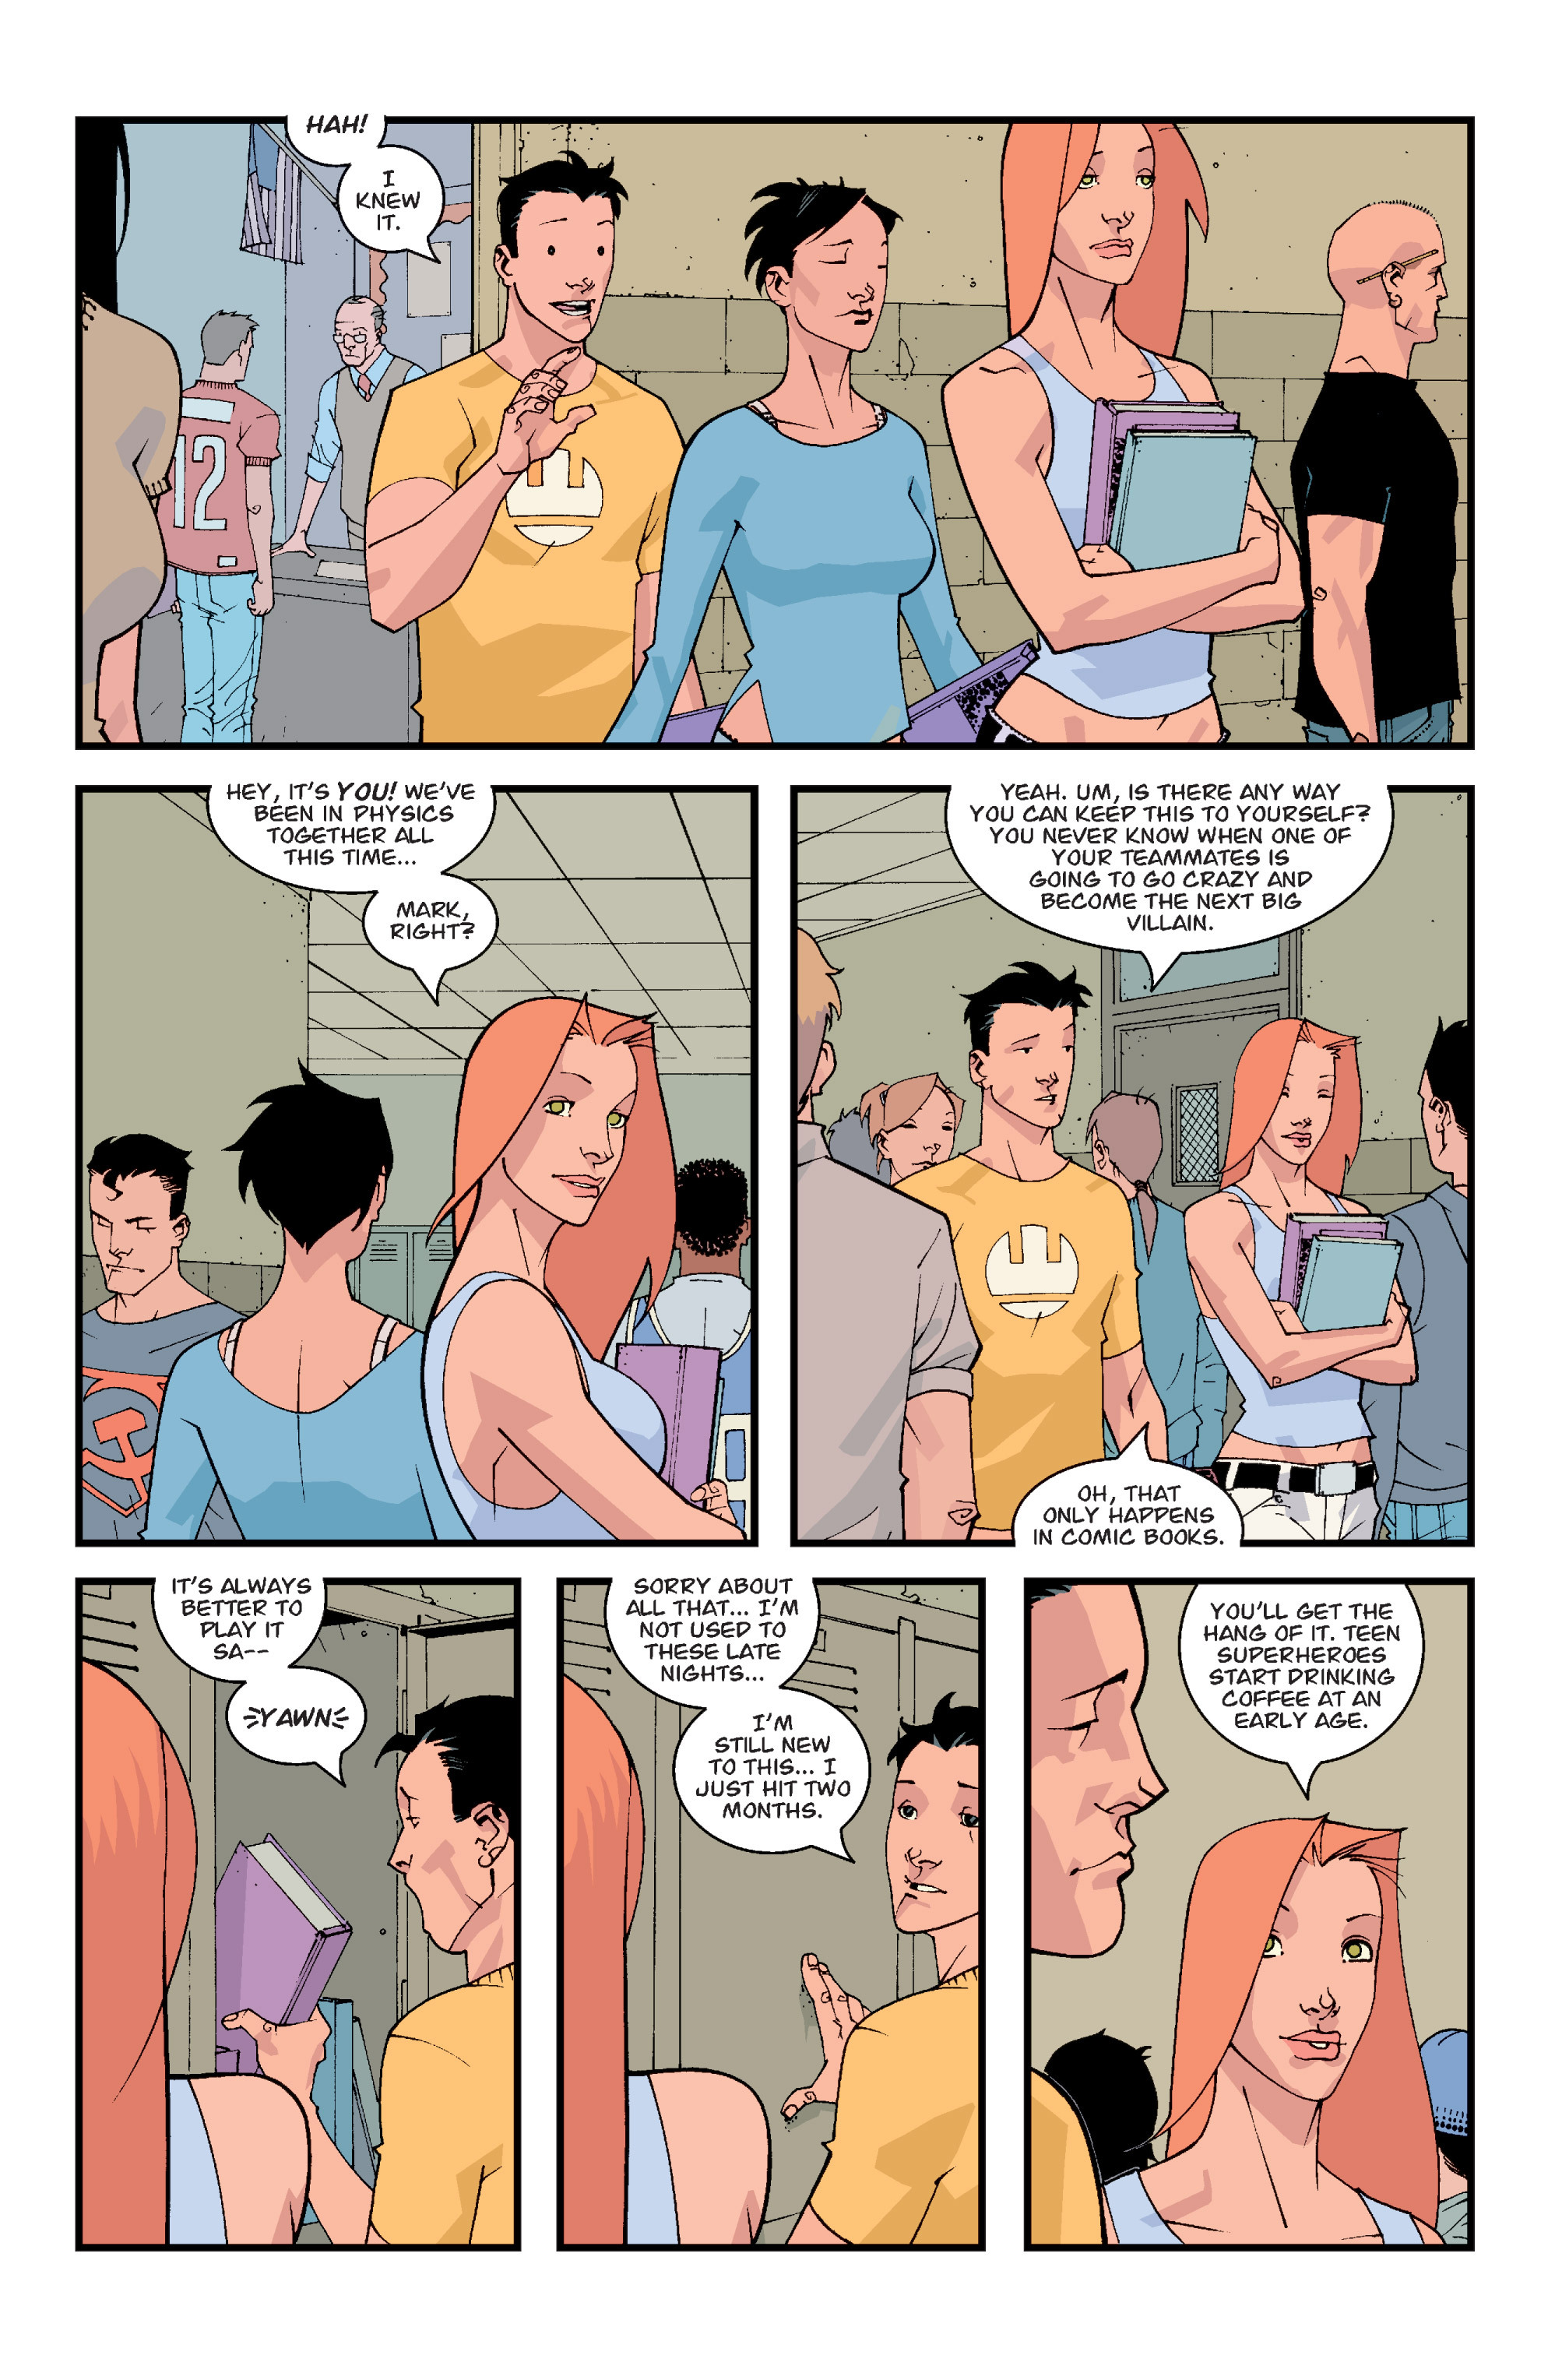 HAH!
I
KNEW
IT.
12
HEY, IT'S YOU! WE'VE
BEEN IN PHYSICS
TOGETHER ALL
THIS TIME...
MARK,
RIGHT?
YEAH. UM, IS THERE ANY WAY
YOU CAN KEEP THIS TO YOURSELF?
YOU NEVER KNOW WHEN ONE OF
YOUR TEAMMATES IS
GOING TO GO CRAZY AND
BECOME THE NEXT BIG
VILLAIN.
OH, THAT
ONLY HAPPENS
IN COMIC BOOKS.
IT'S ALWAYS
BETTER TO
PLAY IT
SA--
YAWN
SORRY ABOUT
ALL THAT... I'M
NOT USED TO
THESE LATE
NIGHTS...
I'M
STILL NEW
TO THIS... I
JUST HIT TWO
MONTHS.
YOU'LL GET THE
HANG OF IT. TEEN
SUPERHEROES
START DRINKING
COFFEE AT AN
EARLY AGE.